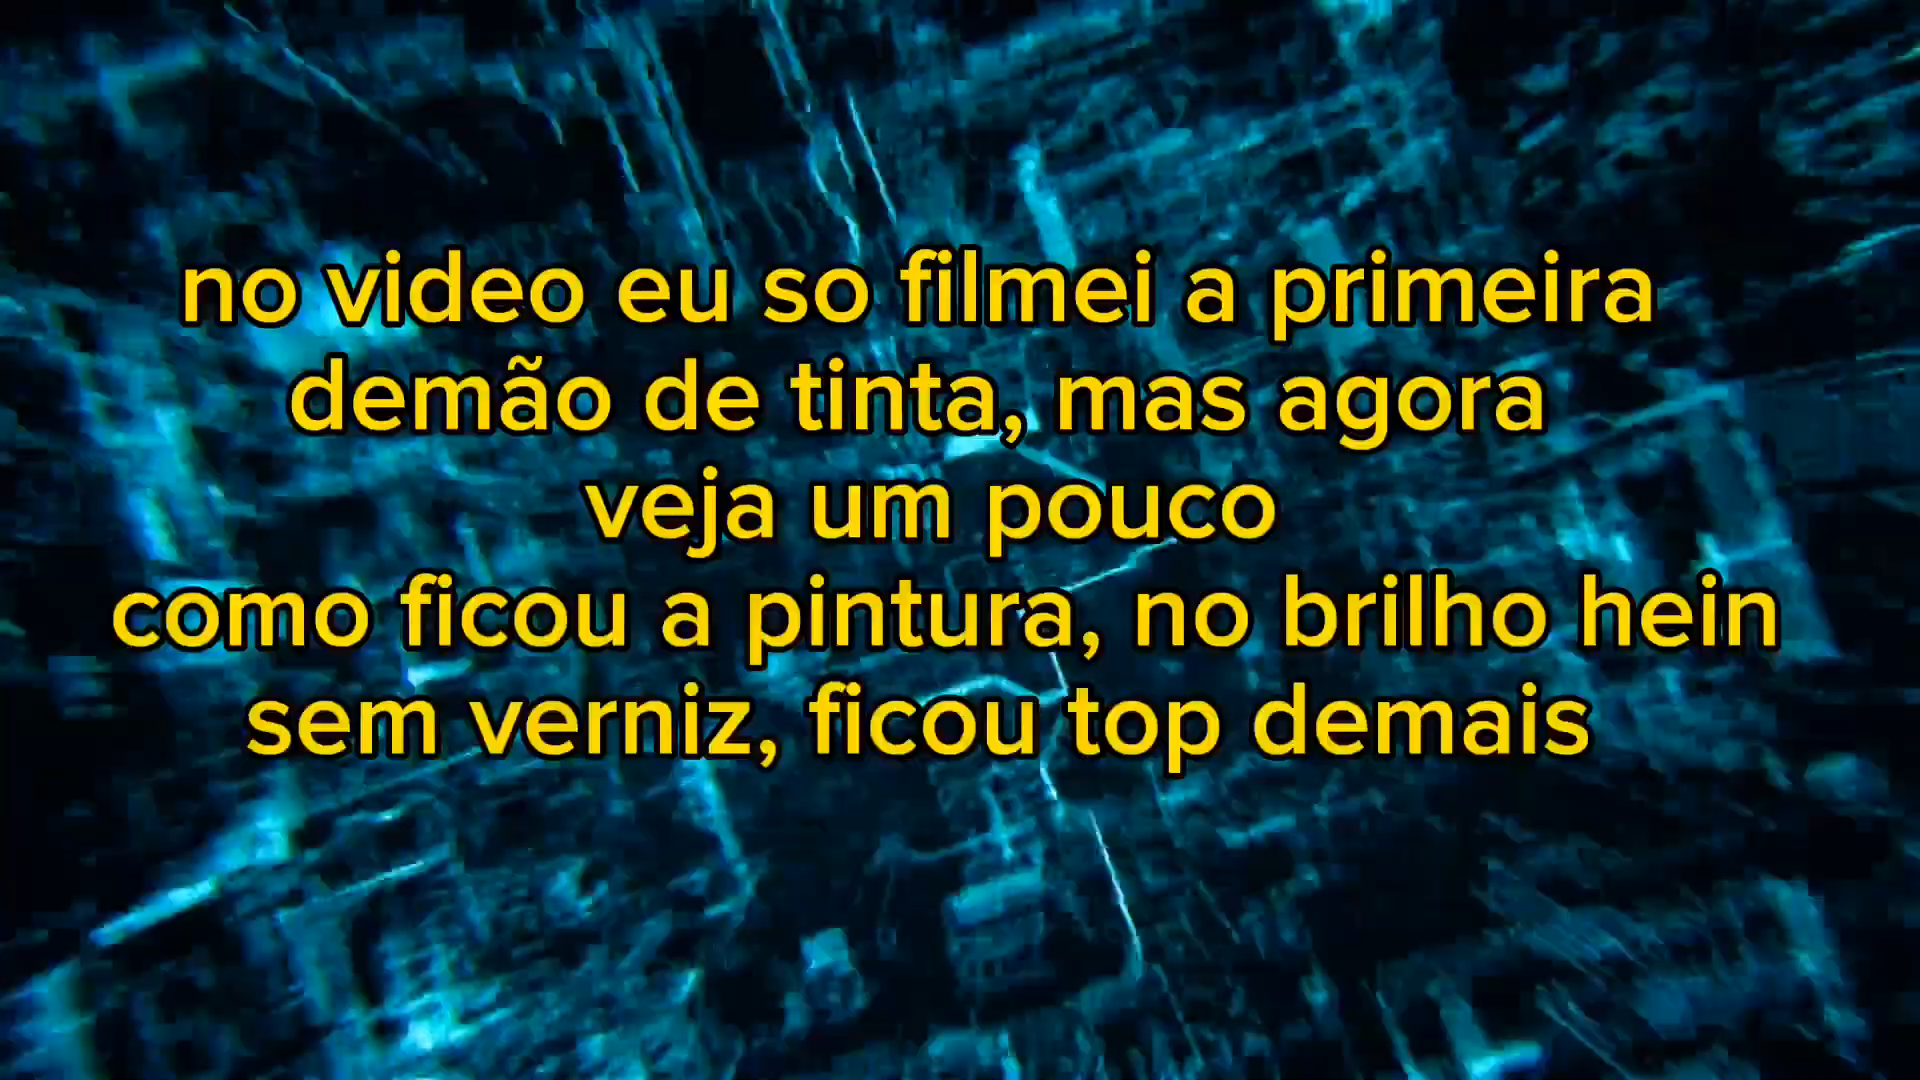 no video eu so filmei a primeira
demão de tinta, mas agora
veja um pouco
como ficou a pintura, no brilho hein
sem verniz, ficou top demais